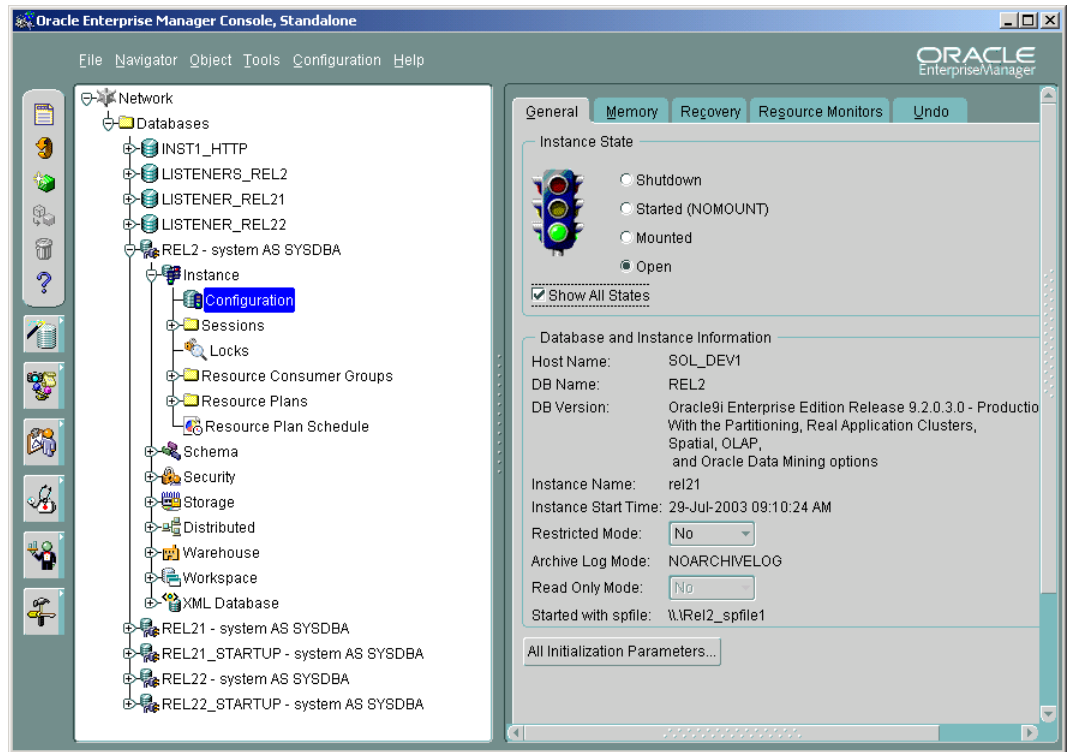 Oracle Enterprise Manager Console, Standalone
File Navigator Object Tools Configuration Help
ORACLE
EnterpriseManager
Network
Databases
INST1_HTTP
LISTENERS_REL2
LISTENER_REL21
LISTENER_REL22
REL2 - system AS SYSDBA
Instance
Configuration
Sessions
Locks
Resource Consumer Groups
Resource Plans
Resource Plan Schedule
Schema
Security
Storage
Distributed
Warehouse
Workspace
XML Database
REL21 - system AS SYSDBA
REL21_STARTUP - system AS SYSDBA
REL22 - system AS SYSDBA
REL22_STARTUP - system AS SYSDBA
General Memory Recovery Resource Monitors Undo
Instance State
Shutdown
Started (NOMOUNT)
Mounted
Open
Show All States
Database and Instance Information
Host Name: SOL_DEV1
DB Name: REL2
DB Version: Oracle9i Enterprise Edition Release 9.2.0.3.0 - Productio
With the Partitioning, Real Application Clusters,
Spatial, OLAP,
and Oracle Data Mining options
Instance Name: rel21
Instance Start Time: 29-Jul-2003 09:10:24 AM
Restricted Mode: No
Archive Log Mode: NOARCHIVELOG
Read Only Mode: No
Started with spfile: \\.\Rel2_spfile1
All Initialization Parameters...